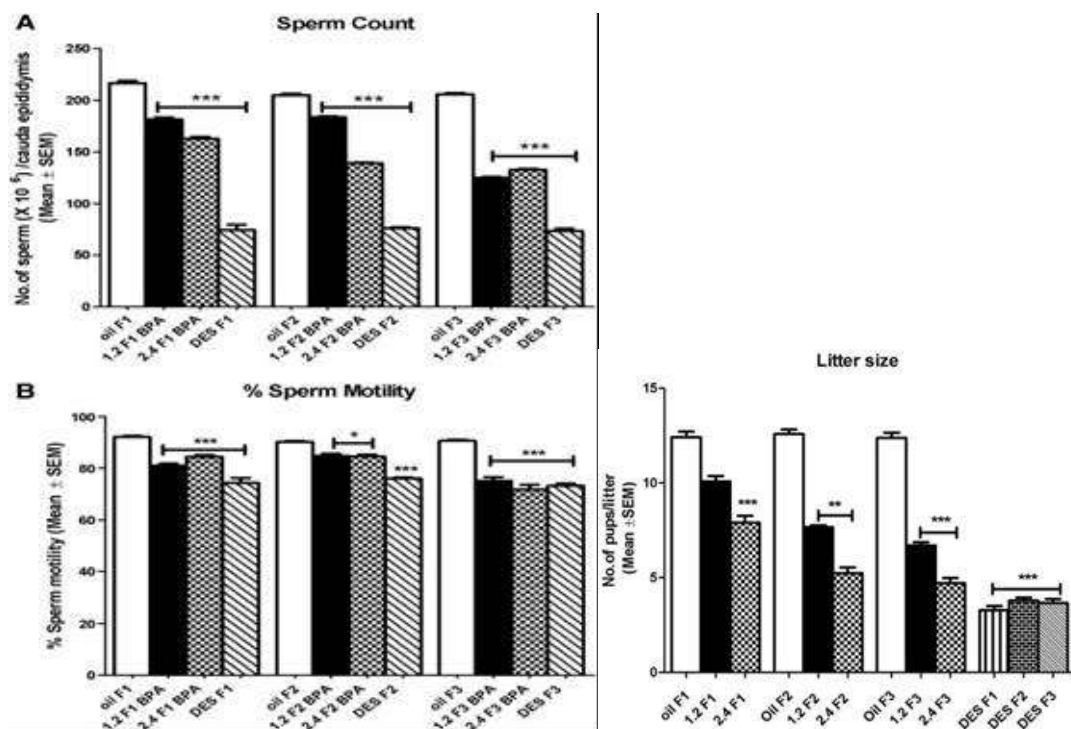 A
Sperm Count
No.of sperm (X 10 6) /cauda epididymis
(Mean ± SEM)
250
200
150
100
50
0
***
***
***
oil F1
1.2 F1 BPA
2.4 F1 BPA
DES F1
oil F2
1.2 F2 BPA
2.4 F2 BPA
DES F2
oil F3
1.2 F3 BPA
2.4 F3 BPA
DES F3
B
% Sperm Motility
% Sperm motility (Mean ± SEM)
100
80
60
40
20
0
***
*
***
***
oil F1
1.2 F1 BPA
2.4 F1 BPA
DES F1
oil F2
1.2 F2 BPA
2.4 F2 BPA
DES F2
oil F3
1.2 F3 BPA
2.4 F3 BPA
DES F3
Litter size
No.of pups/litter
(Mean ±SEM)
15
10
5
0
***
**
***
***
Oil F1
1.2 F1
2.4 F1
Oil F2
1.2 F2
2.4 F2
Oil F3
1.2 F3
2.4 F3
DES F1
DES F2
DES F3